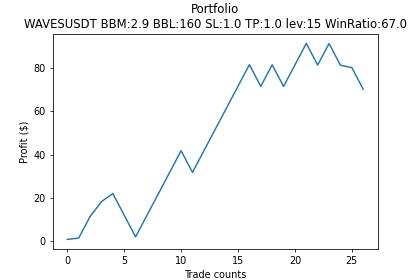 Portfolio
WAVESUSDT BBM:2.9 BBL:160 SL:1.0 TP:1.0 lev:15 WinRatio:67.0
80
60
40
20
0
Profit ($)
0 5 10 15 20 25
Trade counts